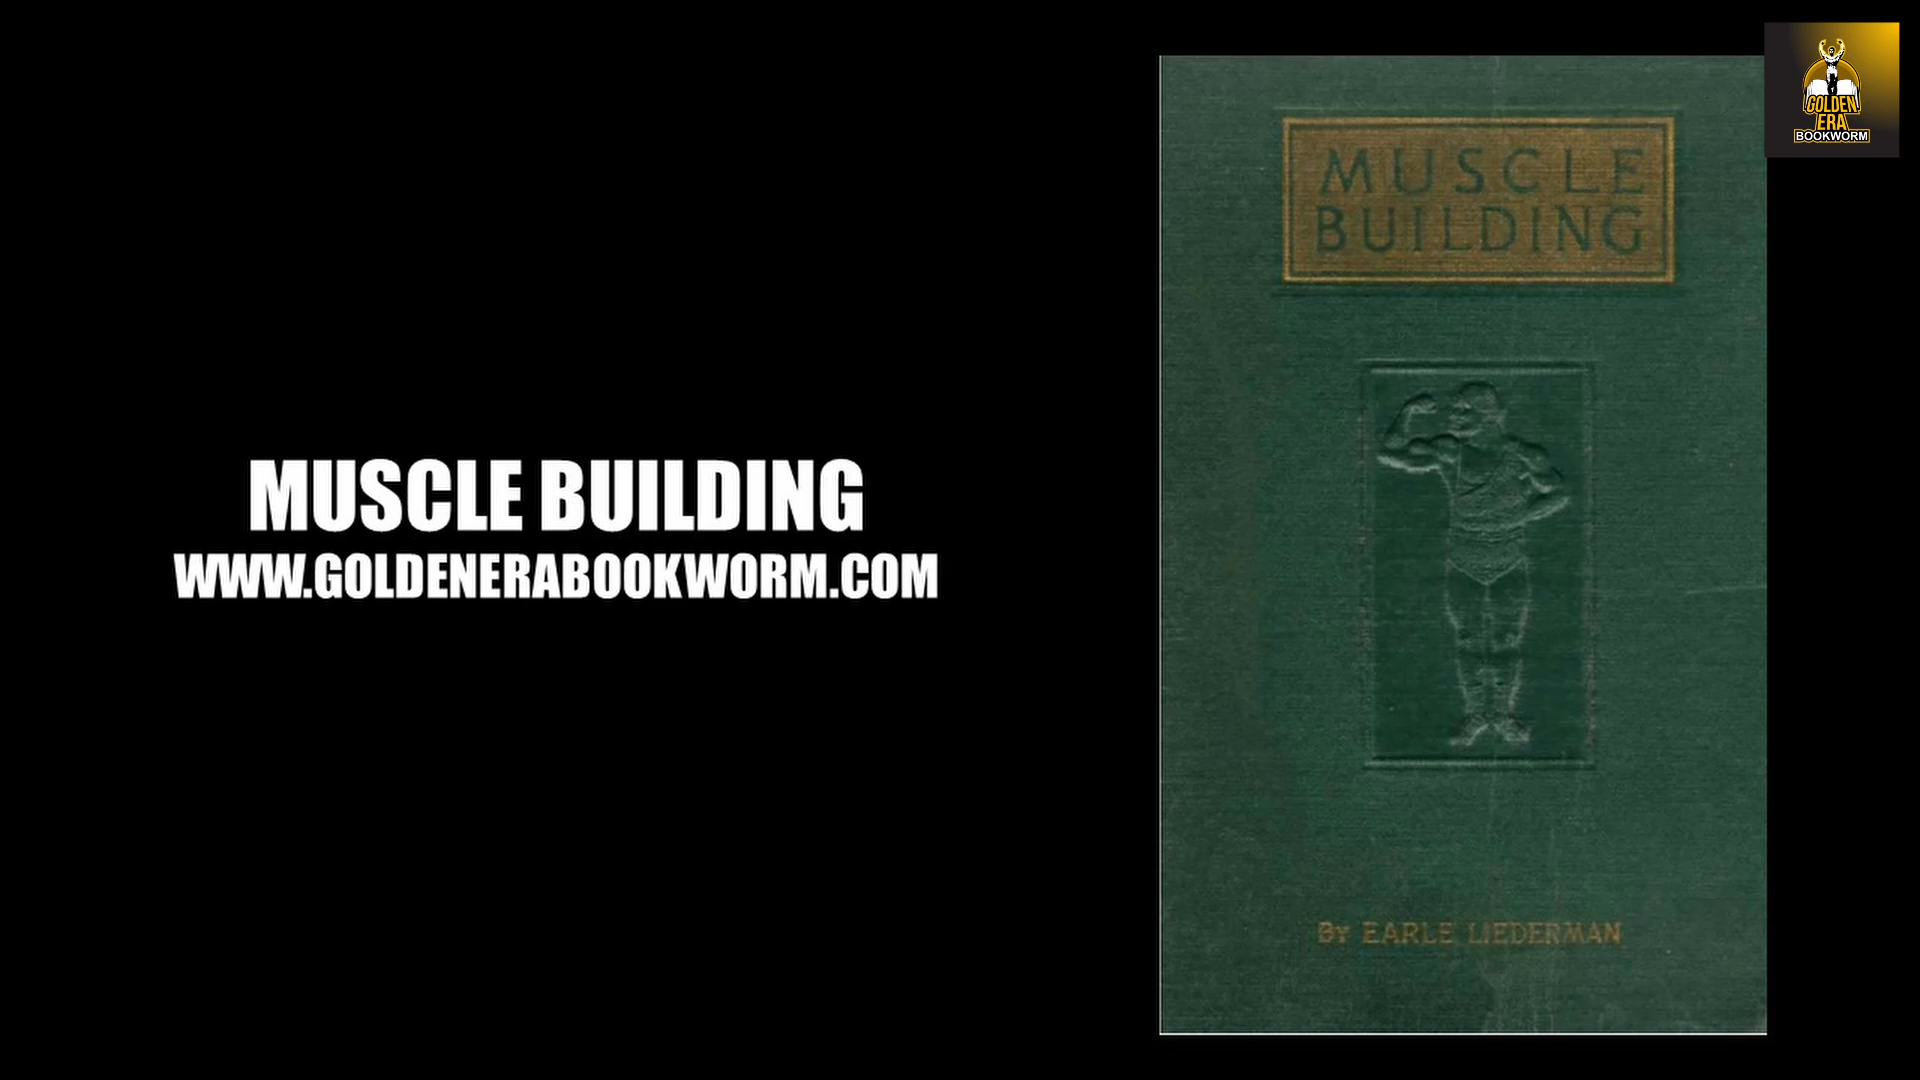 MUSCLE BUILDING
WWW.GOLDENERABOOKWORM.COM
MUSCLE
BUILDING
BY EARLE LIEDERMAN
GOLDEN
ERA
BOOKWORM